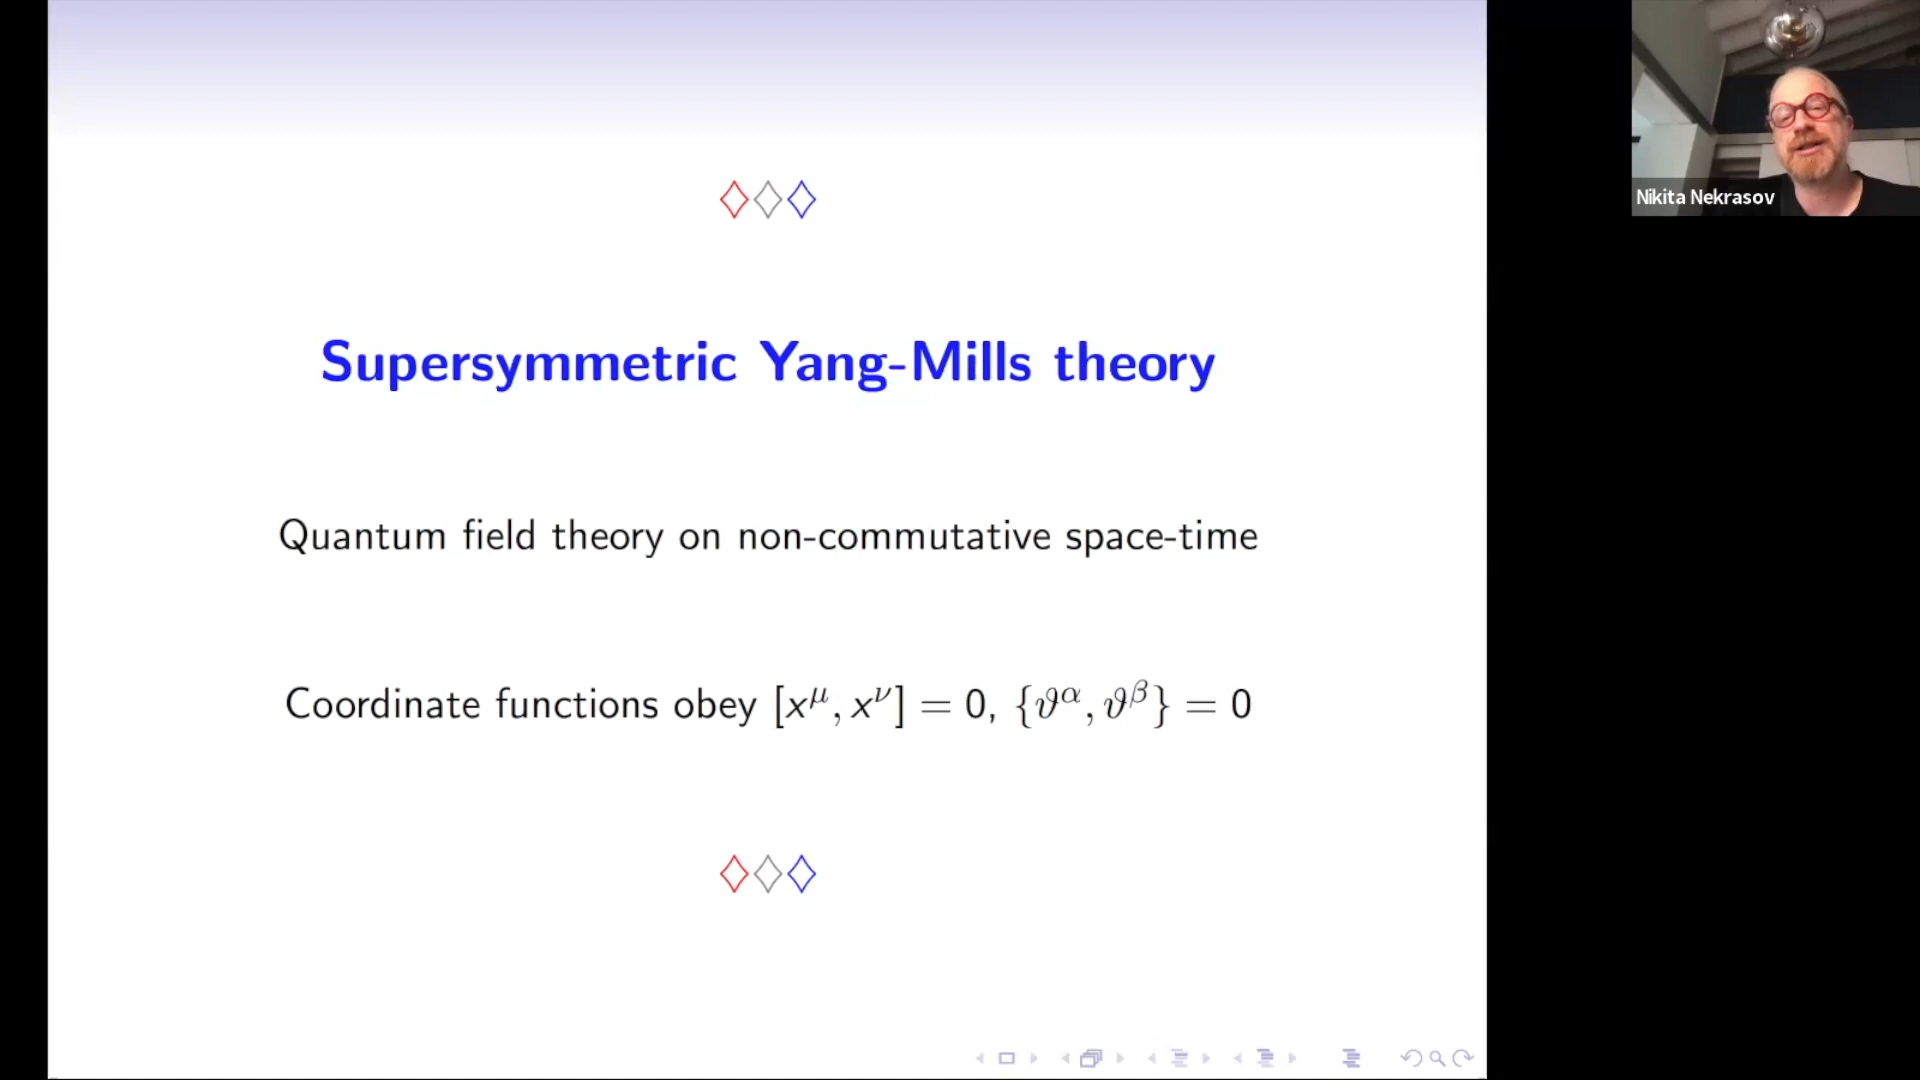 Supersymmetric Yang-Mills theory
Quantum field theory on non-commutative space-time
Coordinate functions obey [x^μ, x^ν] = 0, {ϑ^α, ϑ^β} = 0
Nikita Nekrasov